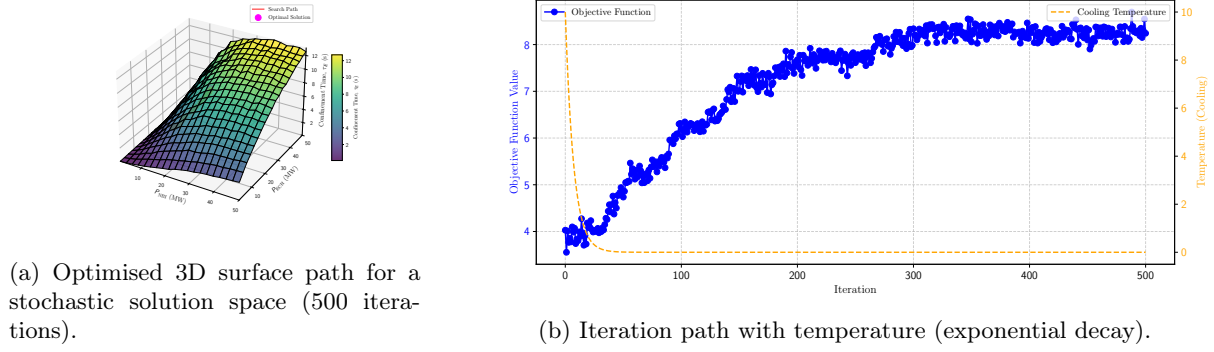 Search Path
Optimal Solution
12
10
8
6
4
2
Confinement Time, τE (s)
12
10
8
6
4
2
Confinement Time, τE (s)
10
20
30
40
50
PNBI (MW)
10
20
30
40
50
(MW)
(a) Optimised 3D surface path for a
stochastic solution space (500 itera-
tions).
Objective Function
Cooling Temperature
8
7
6
5
4
Objective Function Value
10
8
6
4
2
0
Temperature (Cooling)
0
100
200
300
400
500
Iteration
(b) Iteration path with temperature (exponential decay).